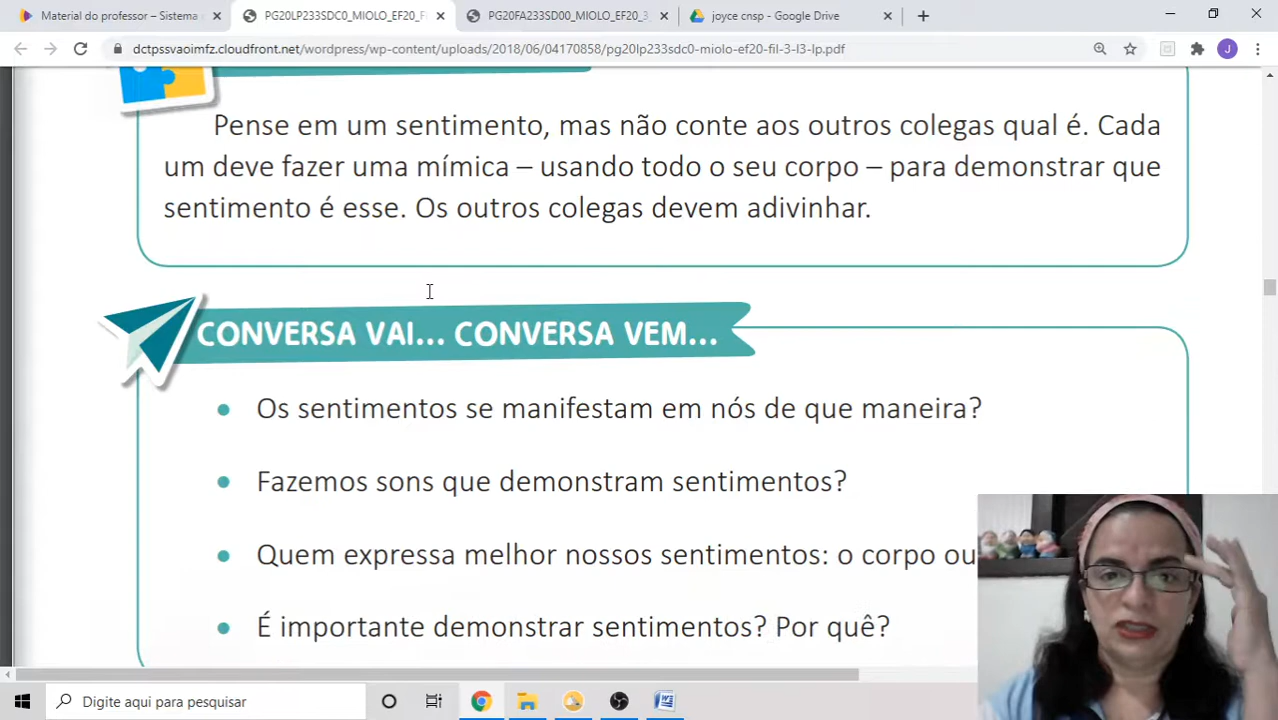 Material do professor – Sistema
PG20LP233SDC0_MIOLO_EF20_F
PG20FA233SD00_MIOLO_EF20_3
joyce cnsp - Google Drive
dctpssvaoimfz.cloudfront.net/wordpress/wp-content/uploads/2018/06/04170858/pg20lp233sdc0-miolo-ef20-fil-3-l3-lp.pdf
J
Pense em um sentimento, mas não conte aos outros colegas qual é. Cada
um deve fazer uma mímica – usando todo o seu corpo – para demonstrar que
sentimento é esse. Os outros colegas devem adivinhar.
CONVERSA VAI... CONVERSA VEM...
• Os sentimentos se manifestam em nós de que maneira?
• Fazemos sons que demonstram sentimentos?
• Quem expressa melhor nossos sentimentos: o corpo ou
• É importante demonstrar sentimentos? Por quê?
Digite aqui para pesquisar